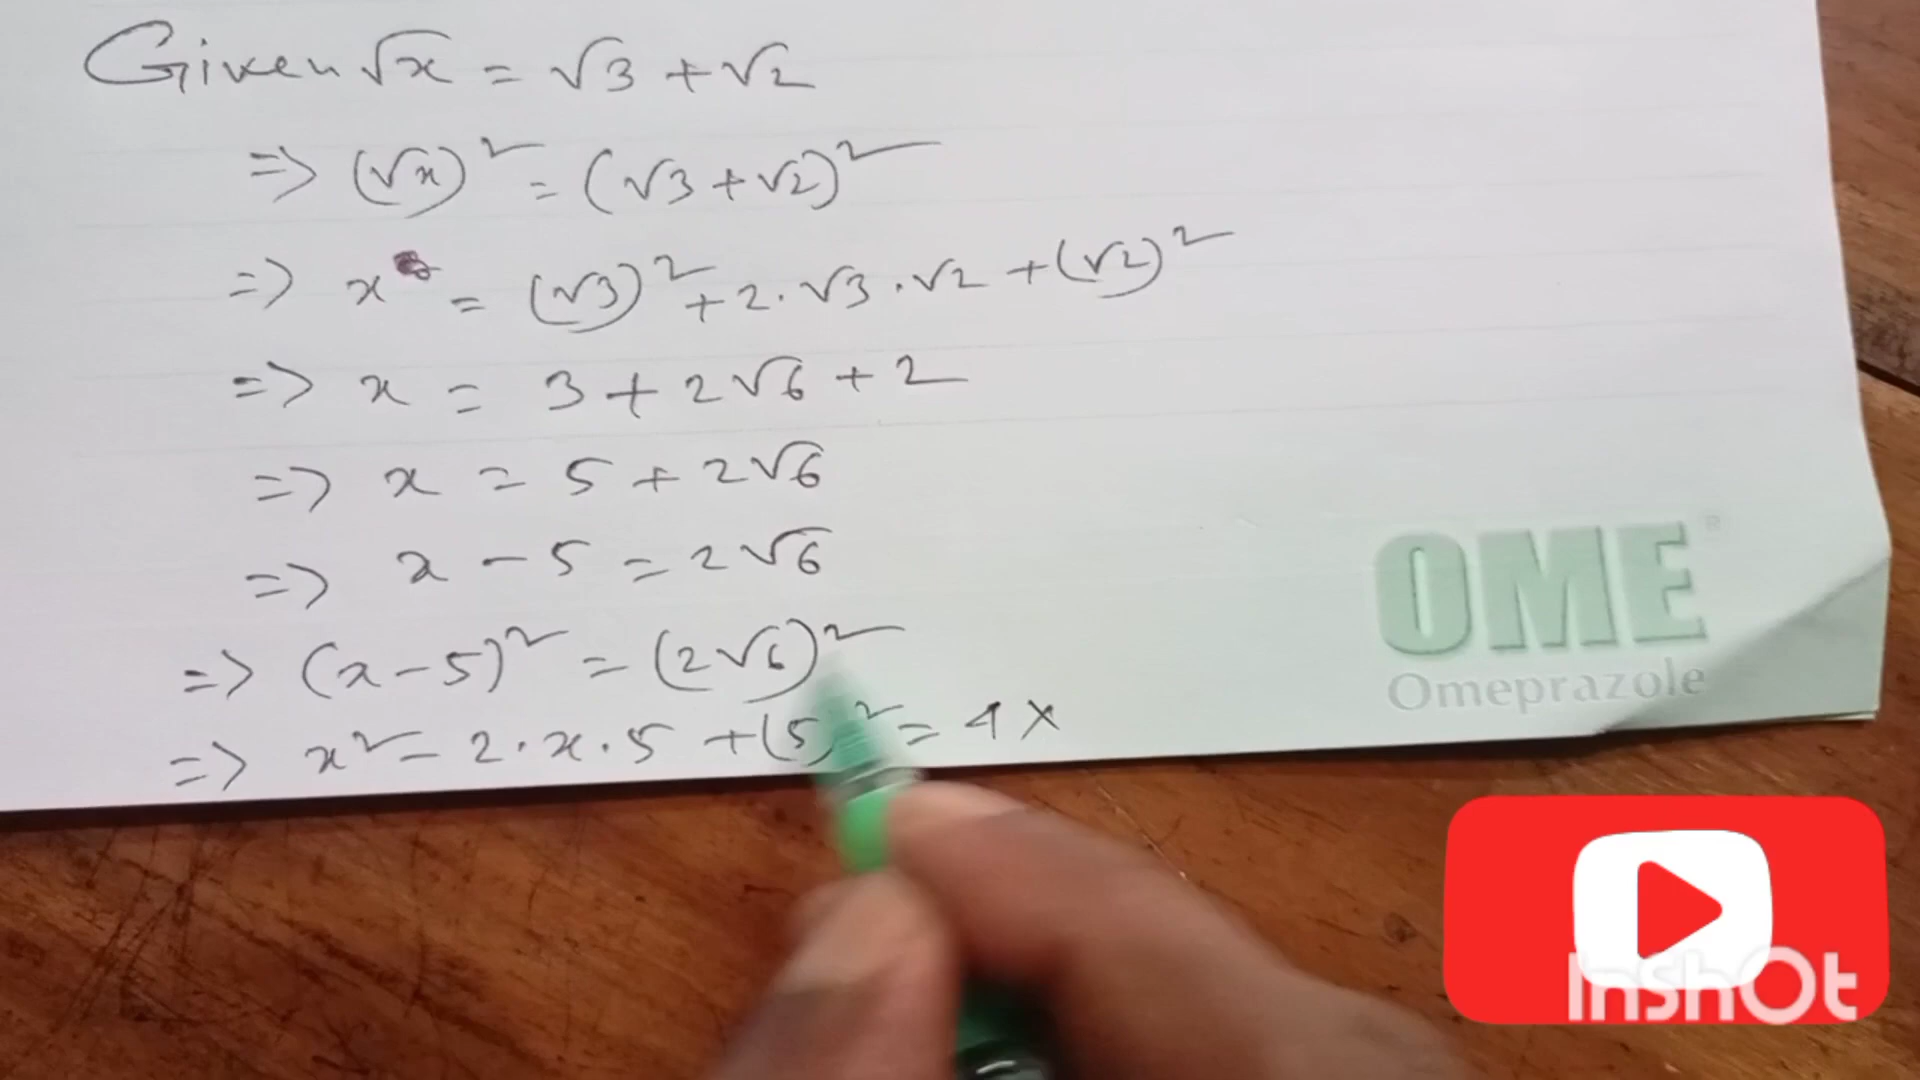 Given √x = √3 + √2
=> (√x)² = (√3 + √2)²
=> x = (√3)² + 2·√3·√2 + (√2)²
=> x = 3 + 2√6 + 2
=> x = 5 + 2√6
=> x - 5 = 2√6
=> (x - 5)² = (2√6)²
=> x² = 2·x·5 + (5)² = 4 ×
OME®
Omeprazole
InShOt